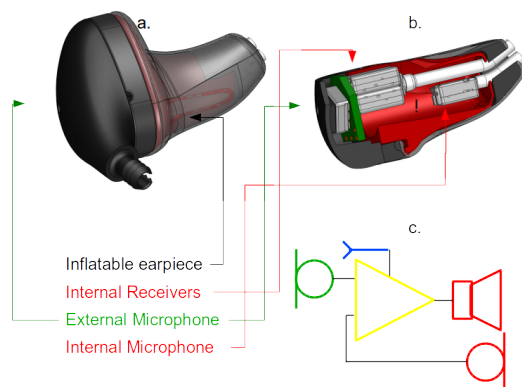 a.
b.
c.
Inflatable earpiece
Internal Receivers
External Microphone
Internal Microphone